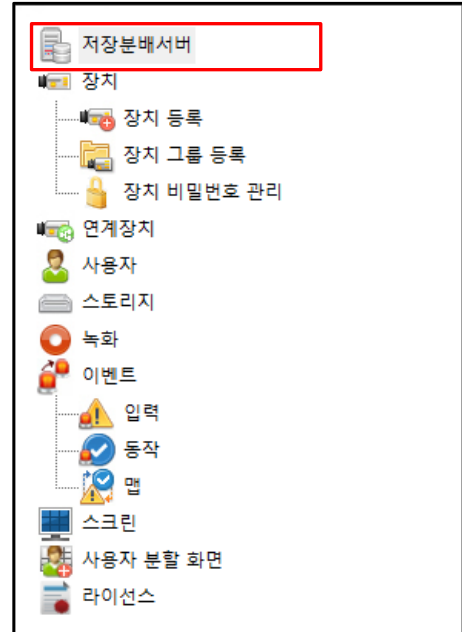 저장분배서버
장치
장치 등록
장치 그룹 등록
장치 비밀번호 관리
연계장치
사용자
스토리지
녹화
이벤트
입력
동작
맵
스크린
사용자 분할 화면
라이선스